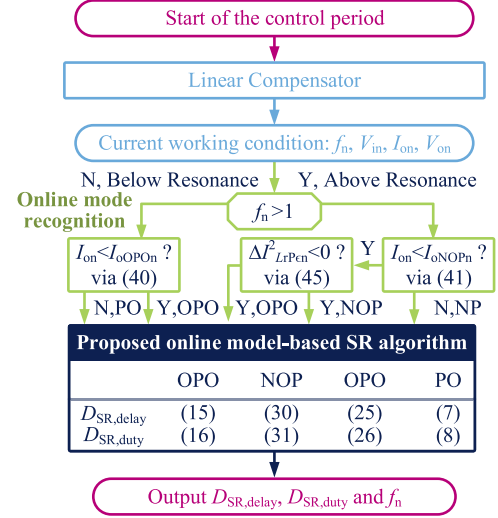 Start of the control period
Linear Compensator
Current working condition: fn, Vin, Ion, Von
N, Below Resonance Y, Above Resonance
Online mode
recognition
fn>1
Ion<IoOPOn ?
via (40)
ΔI²LrPen<0 ?
via (45)
Y
Ion<IoNOPn ?
via (41)
N,PO Y,OPO Y,OPO Y,NOP N,NP
Proposed online model-based SR algorithm
OPO NOP OPO PO
DSR,delay (15) (30) (25) (7)
DSR,duty (16) (31) (26) (8)
Output DSR,delay, DSR,duty and fn